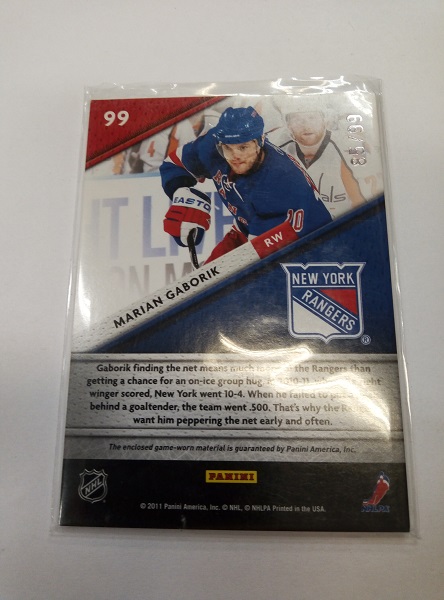 99
/99
EASTON
IT
ON
10
RW
MARIAN GABORIK
NEW YORK
RANGERS
®
Gaborik finding the net means much the Rangers than
getting a chance for an on-ice group hug.
winger scored, New York went 10-4. When he failed to
behind a goaltender, the team went .500. That's why the
want him peppering the net early and often.
The enclosed game-worn material is guaranteed by Panini America, Inc.
NHL
PANINI
© 2011 Panini America, Inc. © NHL, © NHLPA Printed in the USA.